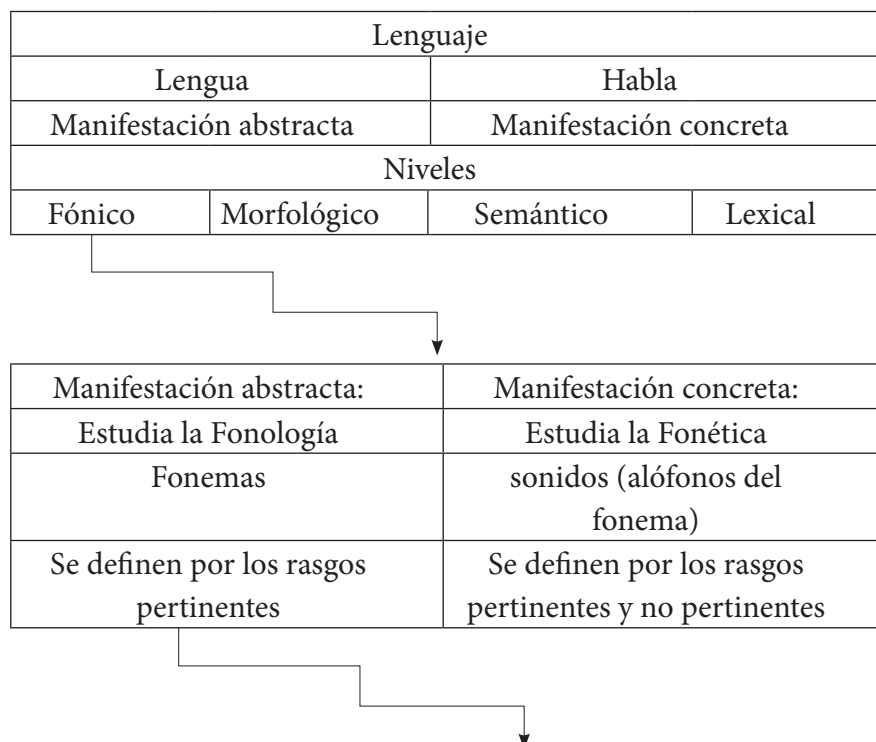 Lenguaje
Lengua Habla
Manifestación abstracta Manifestación concreta
Niveles
Fónico Morfológico Semántico Lexical
Manifestación abstracta: Manifestación concreta:
Estudia la Fonología Estudia la Fonética
Fonemas sonidos (alófonos del
fonema)
Se definen por los rasgos Se definen por los rasgos
pertinentes pertinentes y no pertinentes